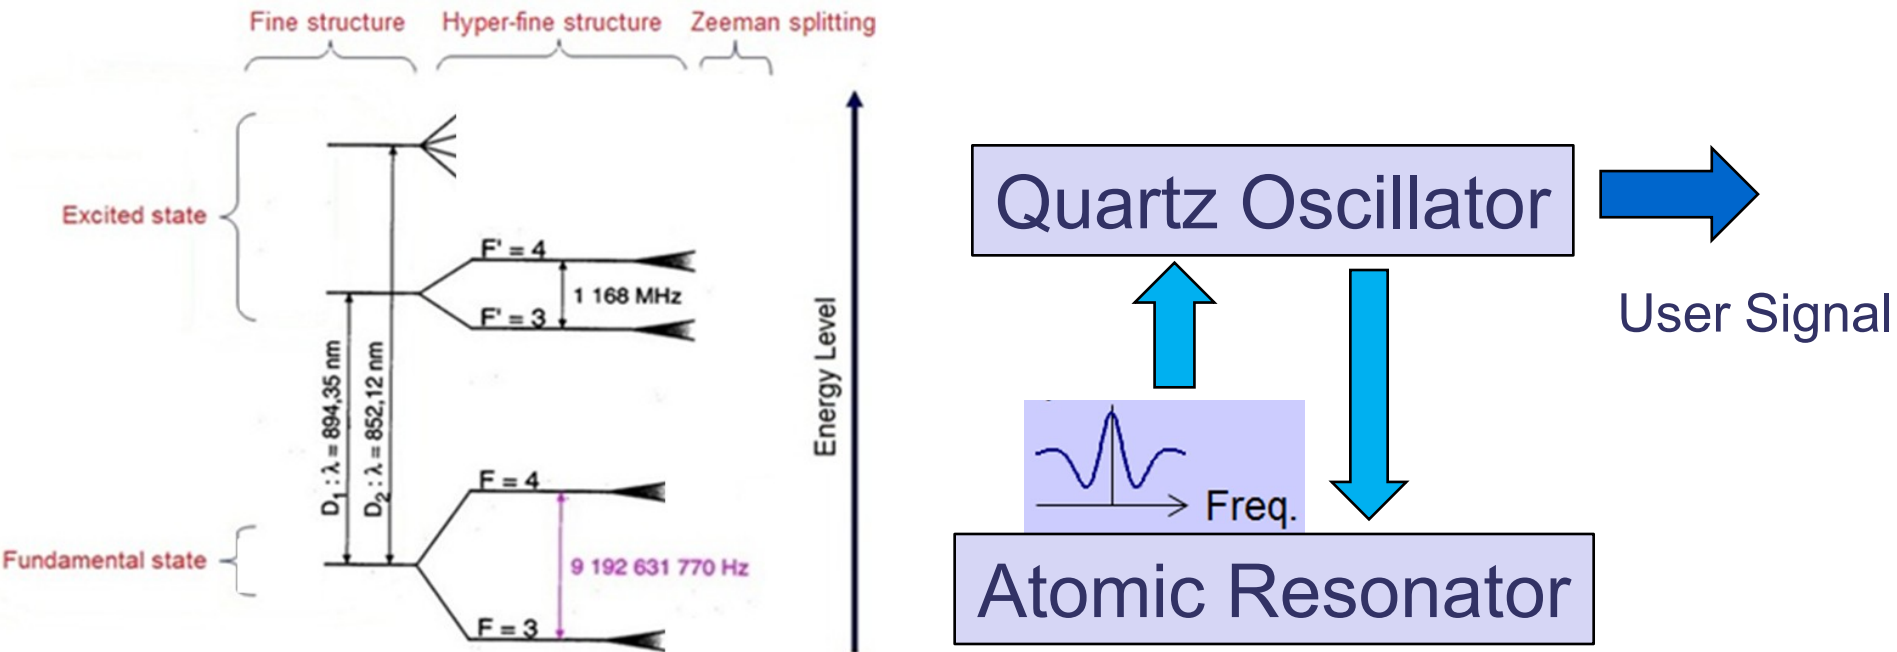 Fine structure Hyper-fine structure Zeeman splitting
Excited state
F' = 4
1 168 MHz
F' = 3
D1 : λ = 894,35 nm
D2 : λ = 852,12 nm
Fundamental state
F = 4
9 192 631 770 Hz
F = 3
Energy Level
Quartz Oscillator
User Signal
Freq.
Atomic Resonator